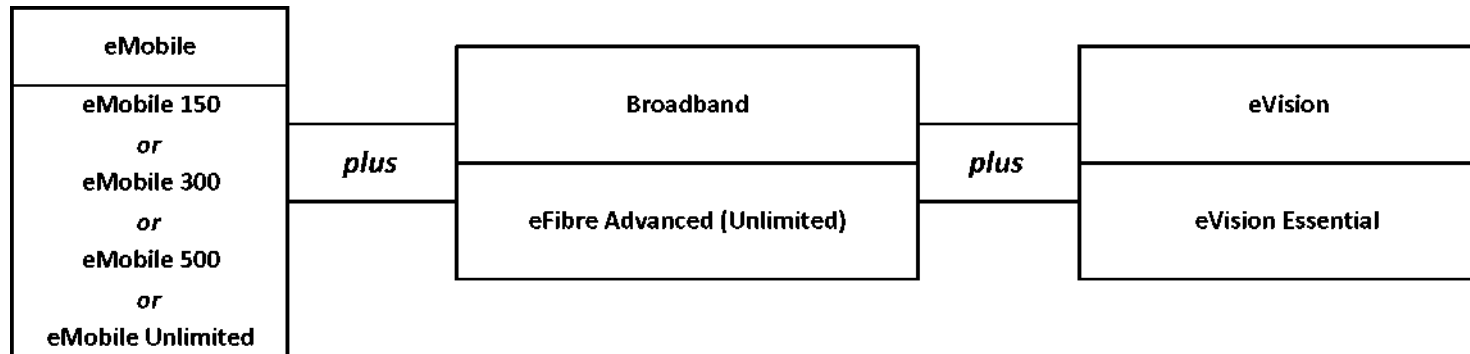 eMobile
eMobile 150
or
eMobile 300
or
eMobile 500
or
eMobile Unlimited
plus
Broadband
eFibre Advanced (Unlimited)
plus
eVision
eVision Essential